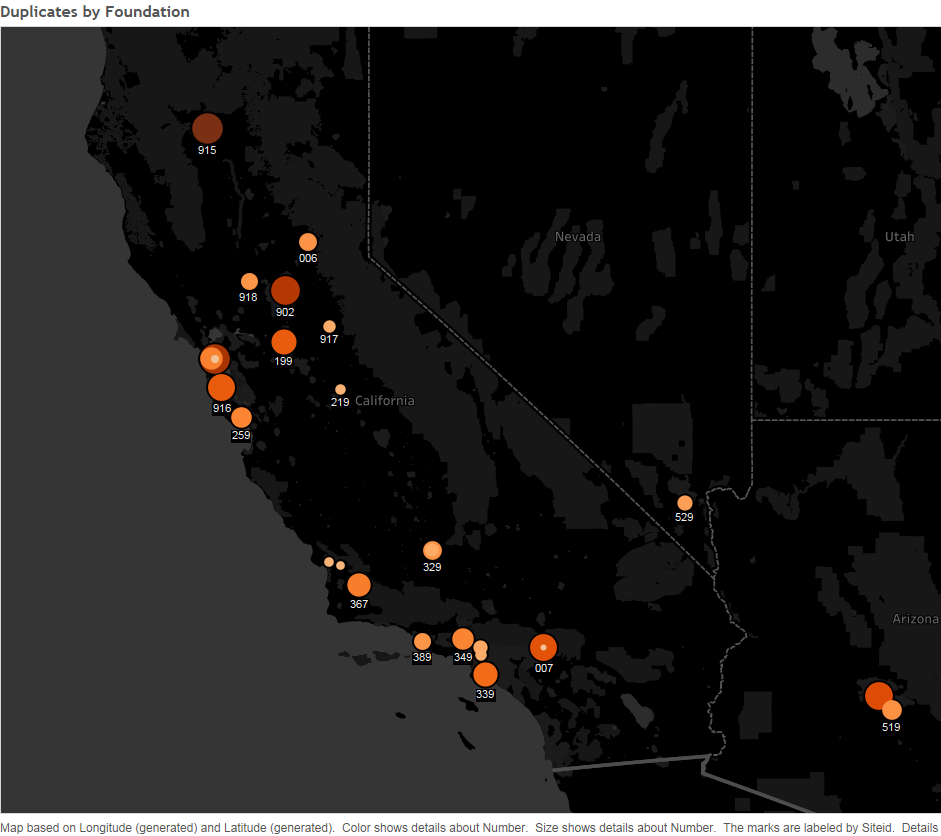 Duplicates by Foundation
915
Nevada
Utah
006
918
902
917
199
California
219
916
259
529
329
367
Arizona
389
349
007
339
519
Map based on Longitude (generated) and Latitude (generated). Color shows details about Number. Size shows details about Number. The marks are labeled by Siteid. Details